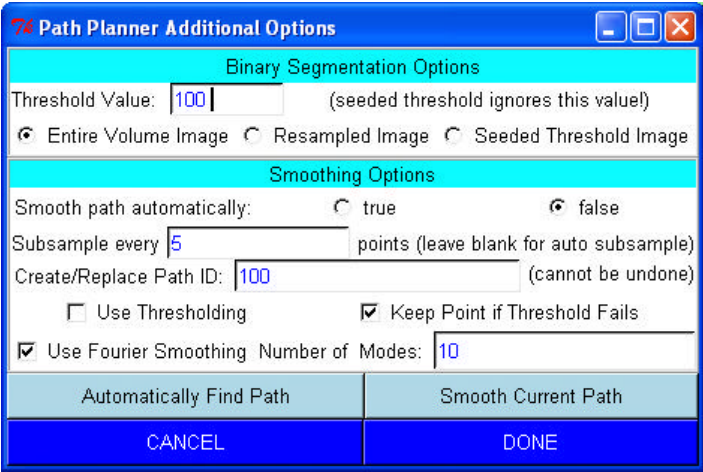 Path Planner Additional Options
Binary Segmentation Options
Threshold Value: 100 (seeded threshold ignores this value!)
Entire Volume Image Resampled Image Seeded Threshold Image
Smoothing Options
Smooth path automatically: true false
Subsample every 5 points (leave blank for auto subsample)
Create/Replace Path ID: 100 (cannot be undone)
Use Thresholding Keep Point if Threshold Fails
Use Fourier Smoothing Number of Modes: 10
Automatically Find Path Smooth Current Path
CANCEL DONE